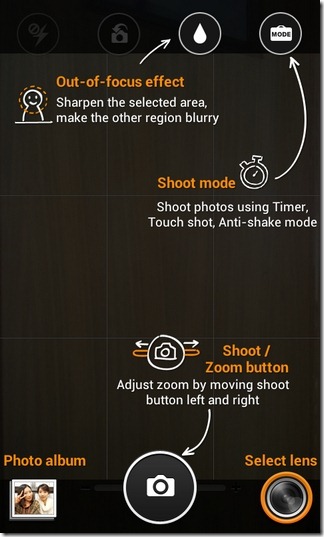 MODE
Out-of-focus effect
Sharpen the selected area,
make the other region blurry
Shoot mode
Shoot photos using Timer,
Touch shot, Anti-shake mode
Shoot /
Zoom button
Adjust zoom by moving shoot
button left and right
Photo album
Select lens